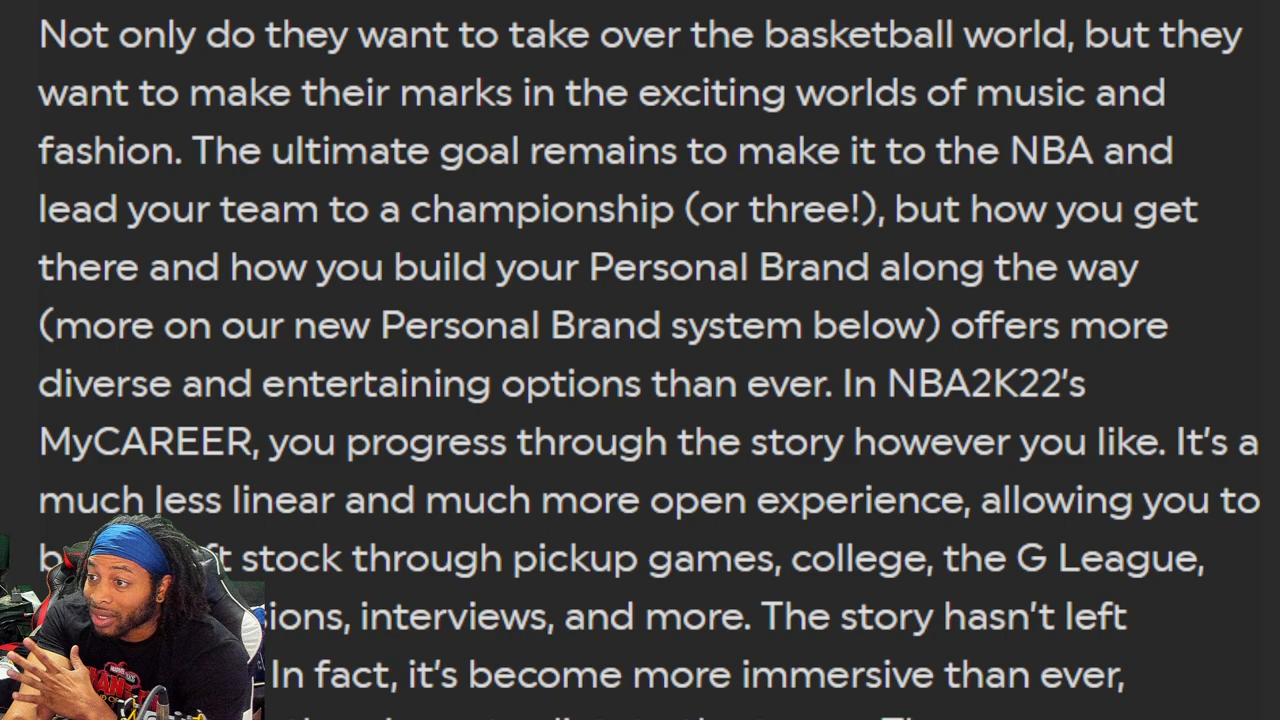 Not only do they want to take over the basketball world, but they
want to make their marks in the exciting worlds of music and
fashion. The ultimate goal remains to make it to the NBA and
lead your team to a championship (or three!), but how you get
there and how you build your Personal Brand along the way
(more on our new Personal Brand system below) offers more
diverse and entertaining options than ever. In NBA2K22’s
MyCAREER, you progress through the story however you like. It’s a
much less linear and much more open experience, allowing you to
stock through pickup games, college, the G League,
interviews, and more. The story hasn’t left
In fact, it’s become more immersive than ever,